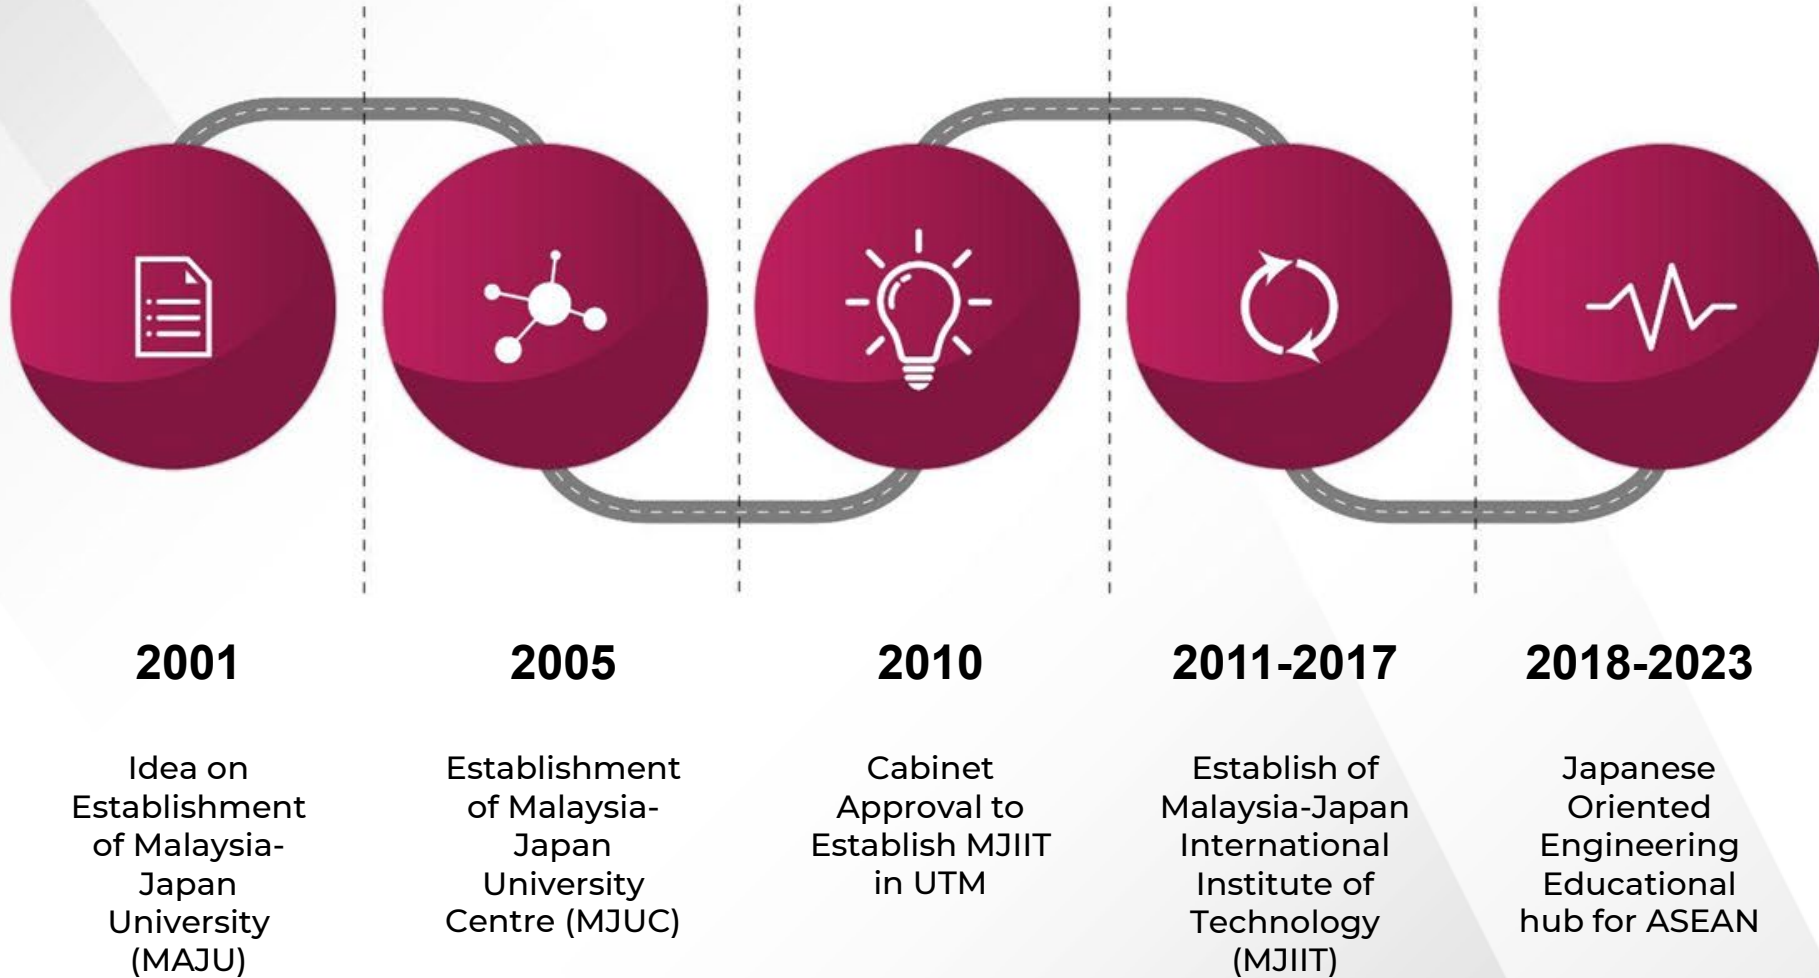 2001
Idea on
Establishment
of Malaysia-
Japan
University
(MAJU)
2005
Establishment
of Malaysia-
Japan
University
Centre (MJUC)
2010
Cabinet
Approval to
Establish MJIIT
in UTM
2011-2017
Establish of
Malaysia-Japan
International
Institute of
Technology
(MJIIT)
2018-2023
Japanese
Oriented
Engineering
Educational
hub for ASEAN